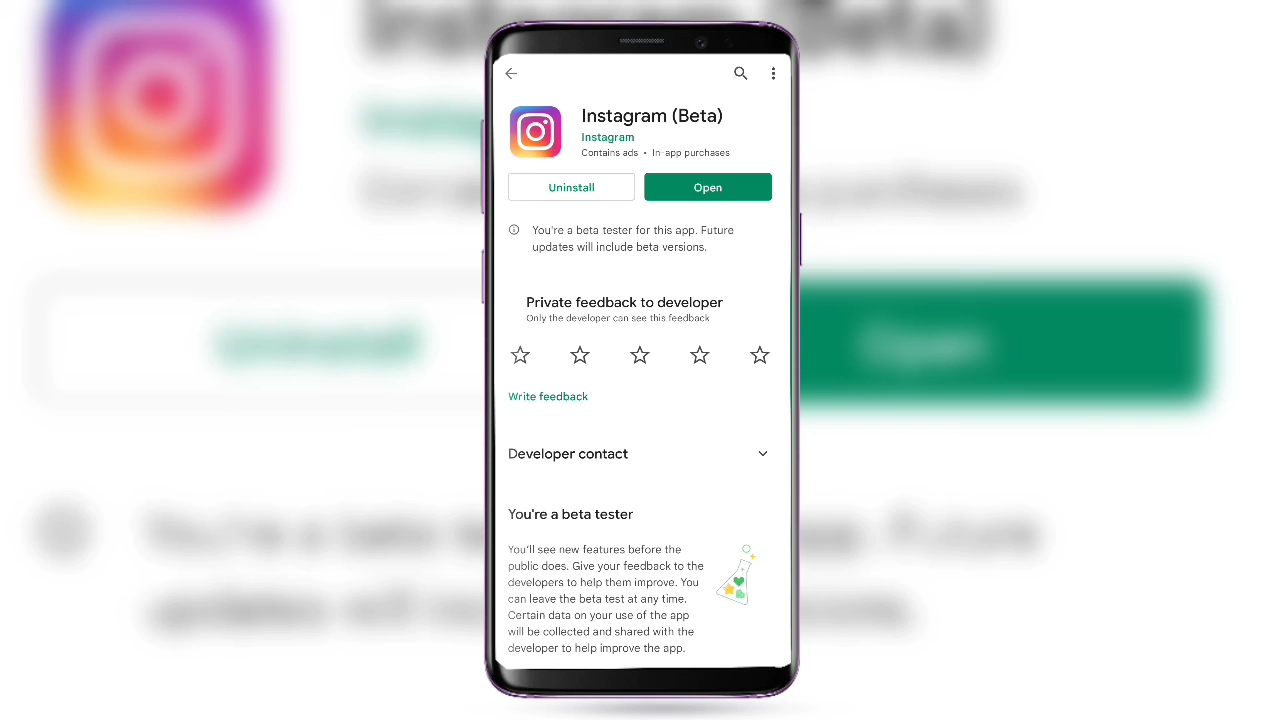 Instagram (Beta)
Instagram
Contains ads • In-app purchases
Uninstall
Open
You're a beta tester for this app. Future
updates will include beta versions.
Private feedback to developer
Only the developer can see this feedback
Write feedback
Developer contact
You're a beta tester
You'll see new features before the
public does. Give your feedback to the
developers to help them improve. You
can leave the beta test at any time.
Certain data on your use of the app
will be collected and shared with the
developer to help improve the app.